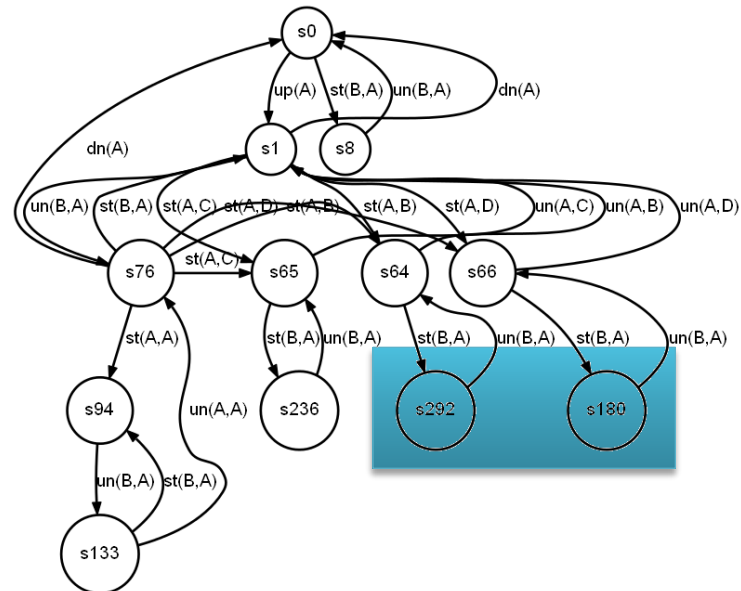 s0
up(A) st(B,A) un(B,A) dn(A)
dn(A)
s1 s8
un(B,A) st(B,A) st(A,C) st(A,D) st(A,B) st(A,B) st(A,D) un(A,C) un(A,B) un(A,D)
s76 st(A,C) s65 s64 s66
st(A,A) st(B,A) un(B,A) st(B,A) un(B,A) st(B,A) un(B,A)
s94 un(A,A) s236 s292 s180
un(B,A) st(B,A)
s133